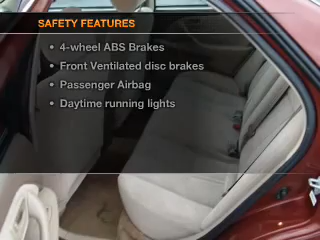 SAFETY FEATURES
• 4-wheel ABS Brakes
• Front Ventilated disc brakes
• Passenger Airbag
• Daytime running lights